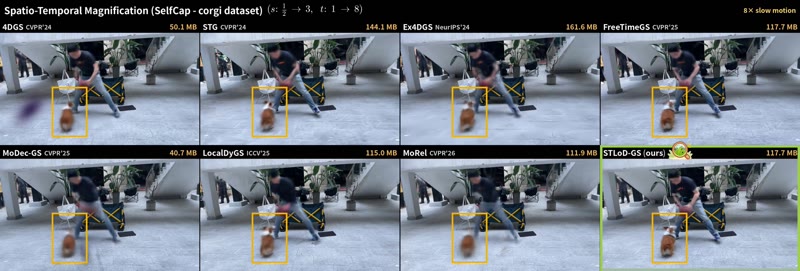 Spatio-Temporal Magnification (SelfCap - corgi dataset) (s: 1/2 → 3, t: 1 → 8)
8× slow motion
4DGS CVPR'24 50.1 MB
STG CVPR'24 144.1 MB
Ex4DGS NeurIPS'24 161.6 MB
FreeTimeGS CVPR'25 117.7 MB
MoDec-GS CVPR'25 40.7 MB
LocalDyGS ICCV'25 115.0 MB
MoRel CVPR'26 111.9 MB
STLoD-GS (ours) 117.7 MB